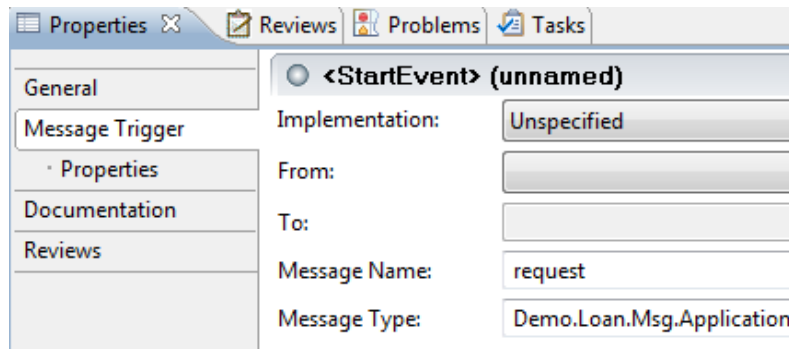 Properties Reviews Problems Tasks
<StartEvent> (unnamed)
General
Message Trigger
Properties
Documentation
Reviews
Implementation: Unspecified
From:
To:
Message Name: request
Message Type: Demo.Loan.Msg.Application